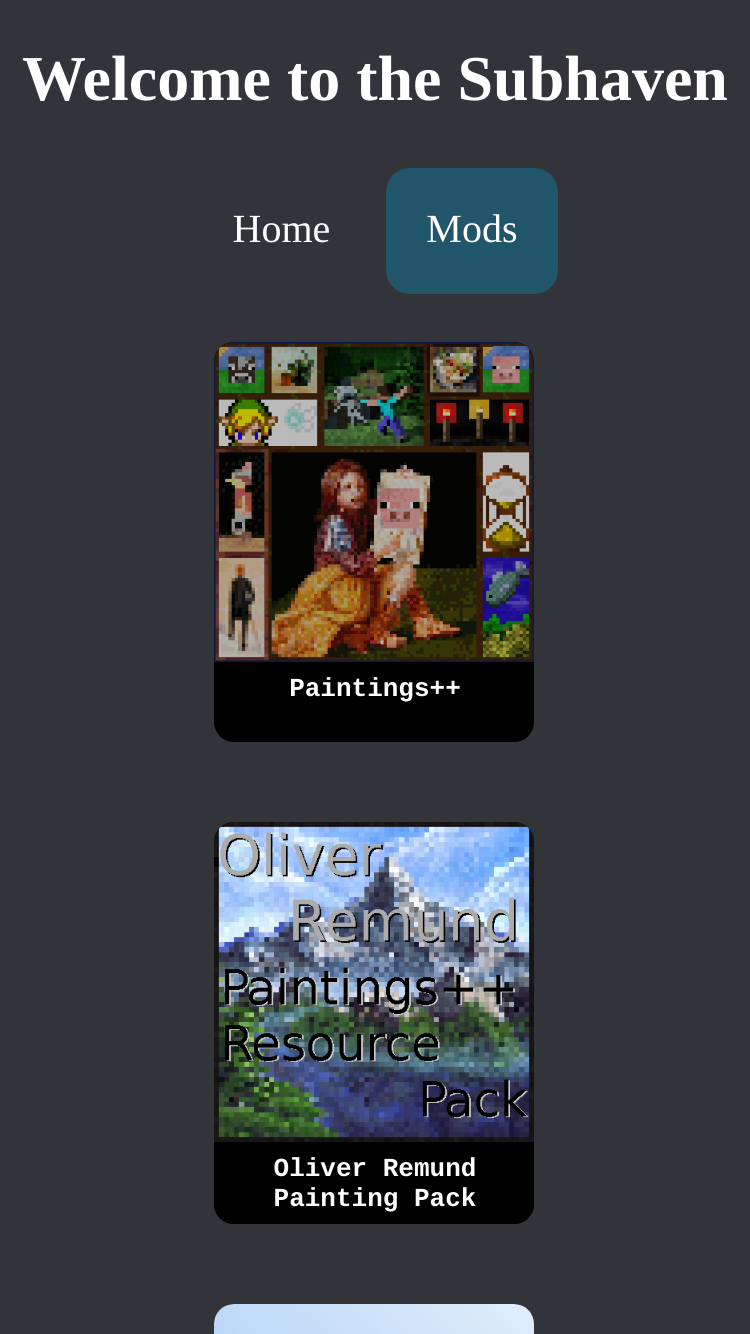 Welcome to the Subhaven
Home Mods
Paintings++
Oliver
Remund
Paintings++
Resource
Pack
Oliver Remund
Painting Pack